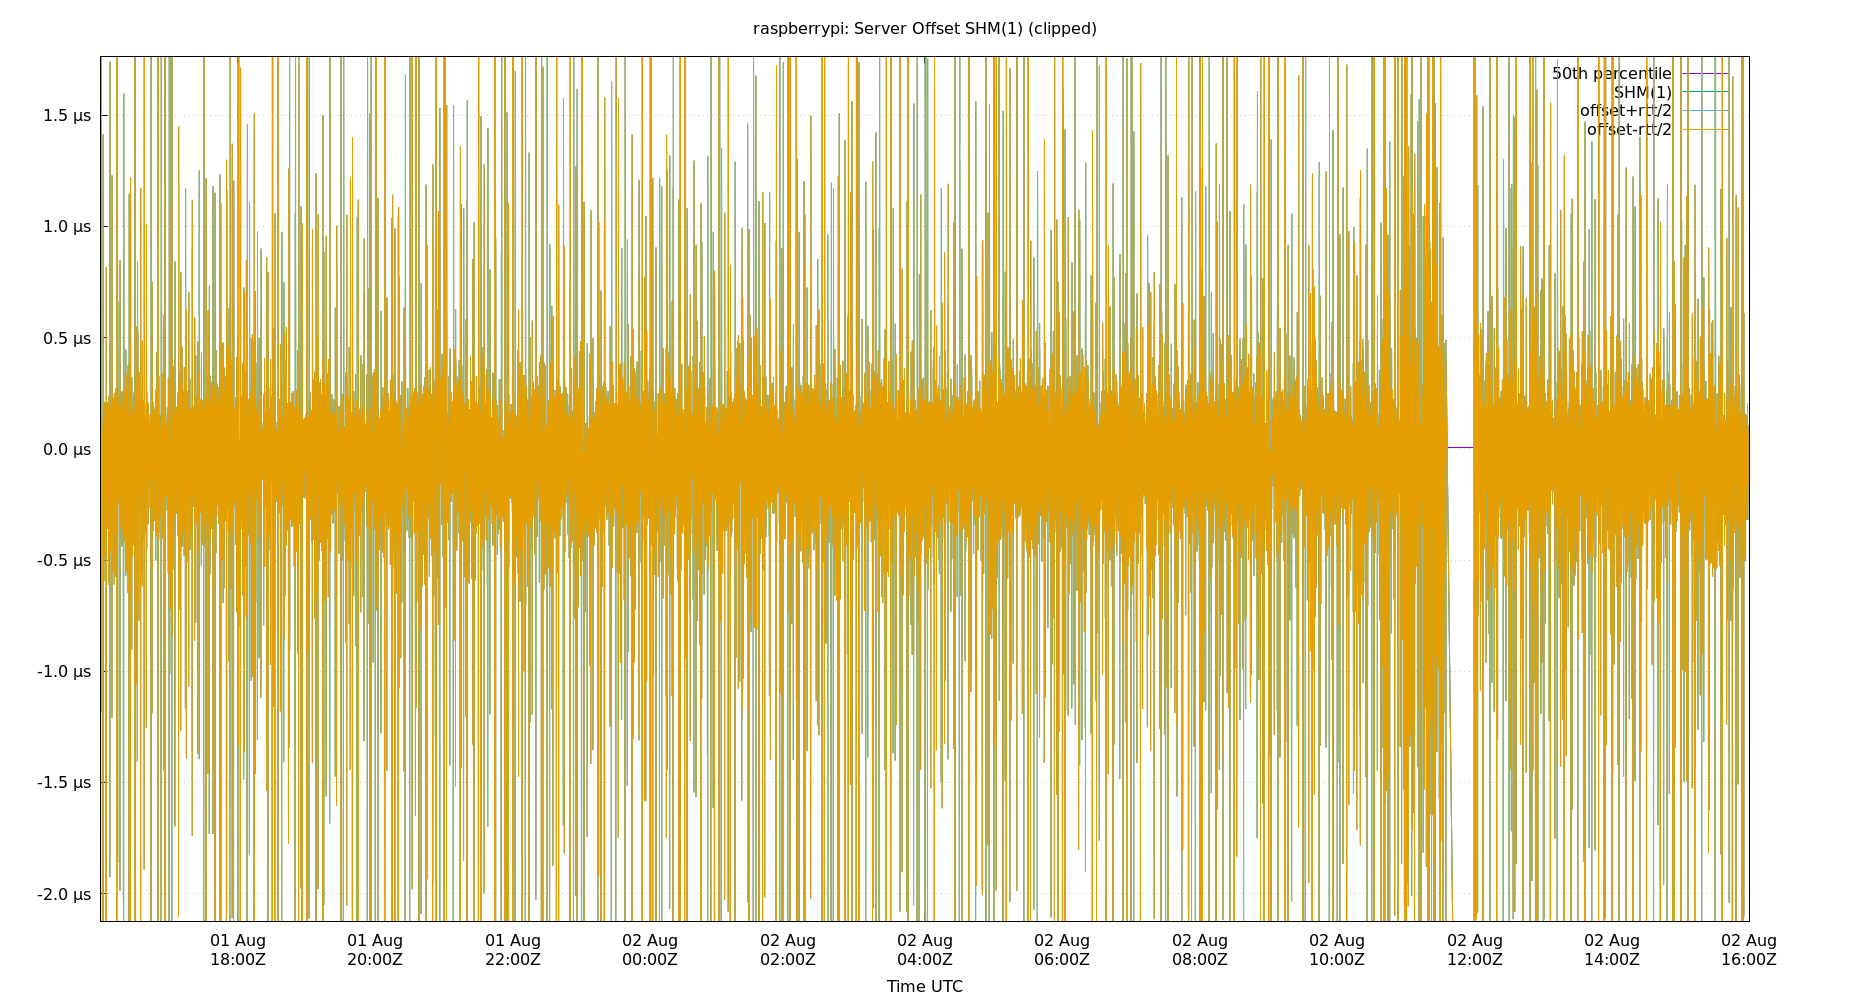 raspberrypi: Server Offset SHM(1) (clipped)
50th percentile
SHM(1)
offset+rtt/2
offset-rtt/2
1.5 µs
1.0 µs
0.5 µs
0.0 µs
-0.5 µs
-1.0 µs
-1.5 µs
-2.0 µs
01 Aug 01 Aug 01 Aug 02 Aug 02 Aug 02 Aug 02 Aug 02 Aug 02 Aug 02 Aug 02 Aug 02 Aug
18:00Z 20:00Z 22:00Z 00:00Z 02:00Z 04:00Z 06:00Z 08:00Z 10:00Z 12:00Z 14:00Z 16:00Z
Time UTC